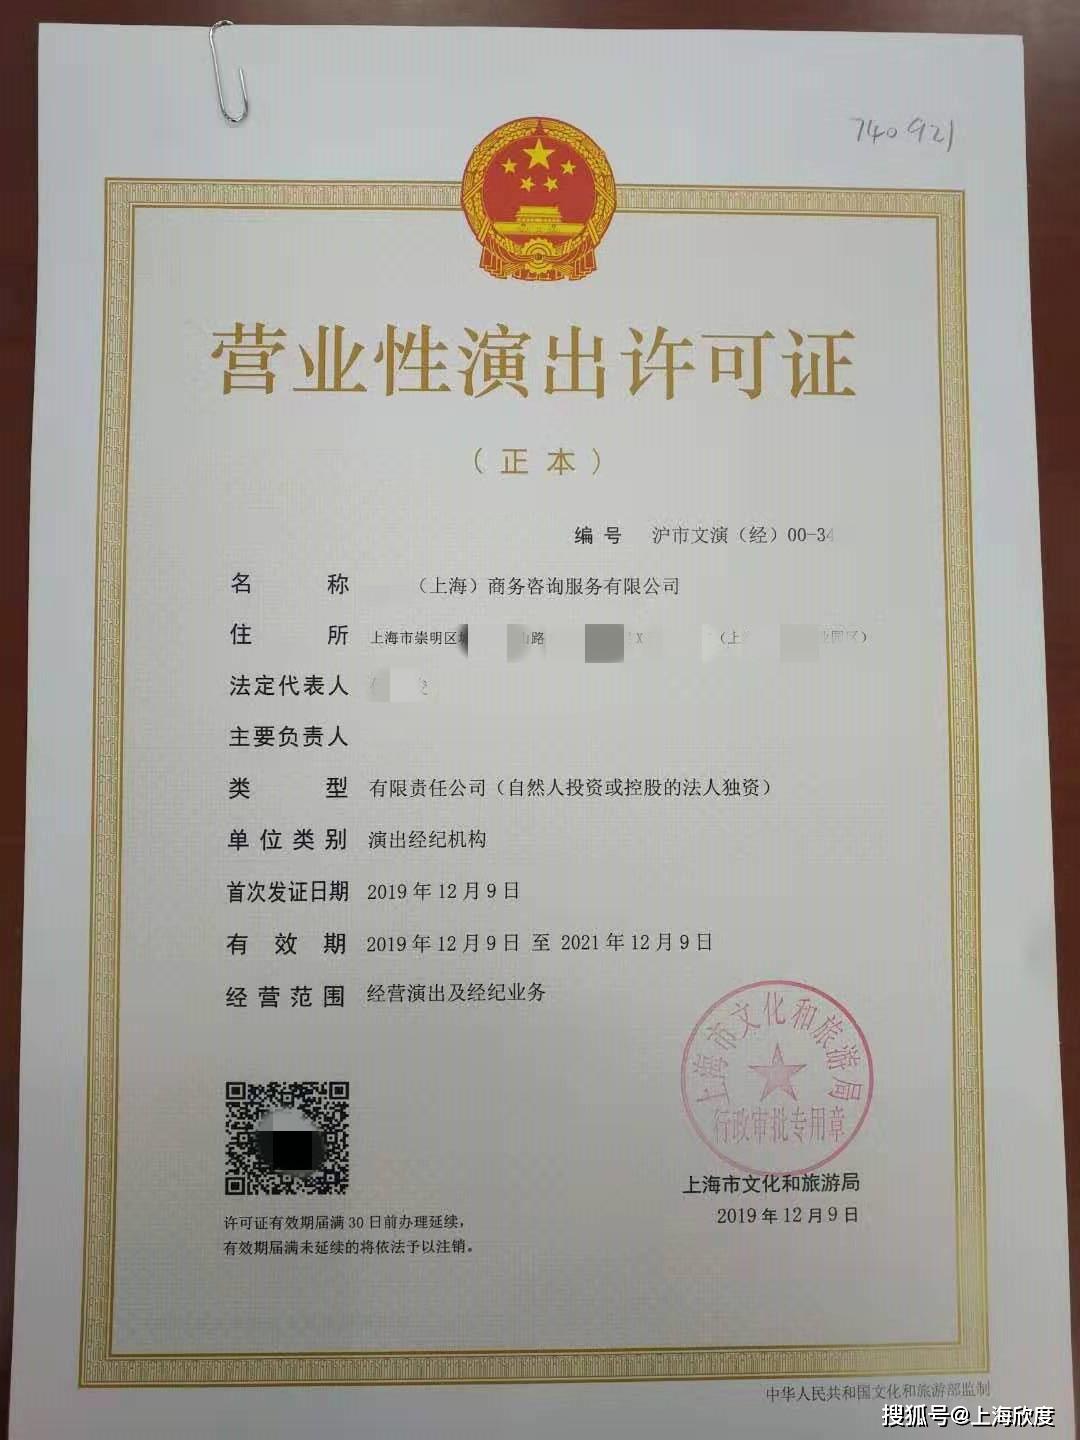 740921
营业性演出许可证
（正本）
编号 沪市文演（经）00-34
名称 （上海）商务咨询服务有限公司
住所 上海市崇明区 山路 X （上 业园区）
法定代表人
主要负责人
类型 有限责任公司（自然人投资或控股的法人独资）
单位类别 演出经纪机构
首次发证日期 2019年12月9日
有效期 2019年12月9日 至 2021年12月9日
经营范围 经营演出及经纪业务
上海市文化和旅游局
行政审批专用章
上海市文化和旅游局
2019年12月9日
许可证有效期届满30日前办理延续，
有效期届满未延续的将依法予以注销。
中华人民共和国文化和旅游部监制
搜狐号@上海欣度